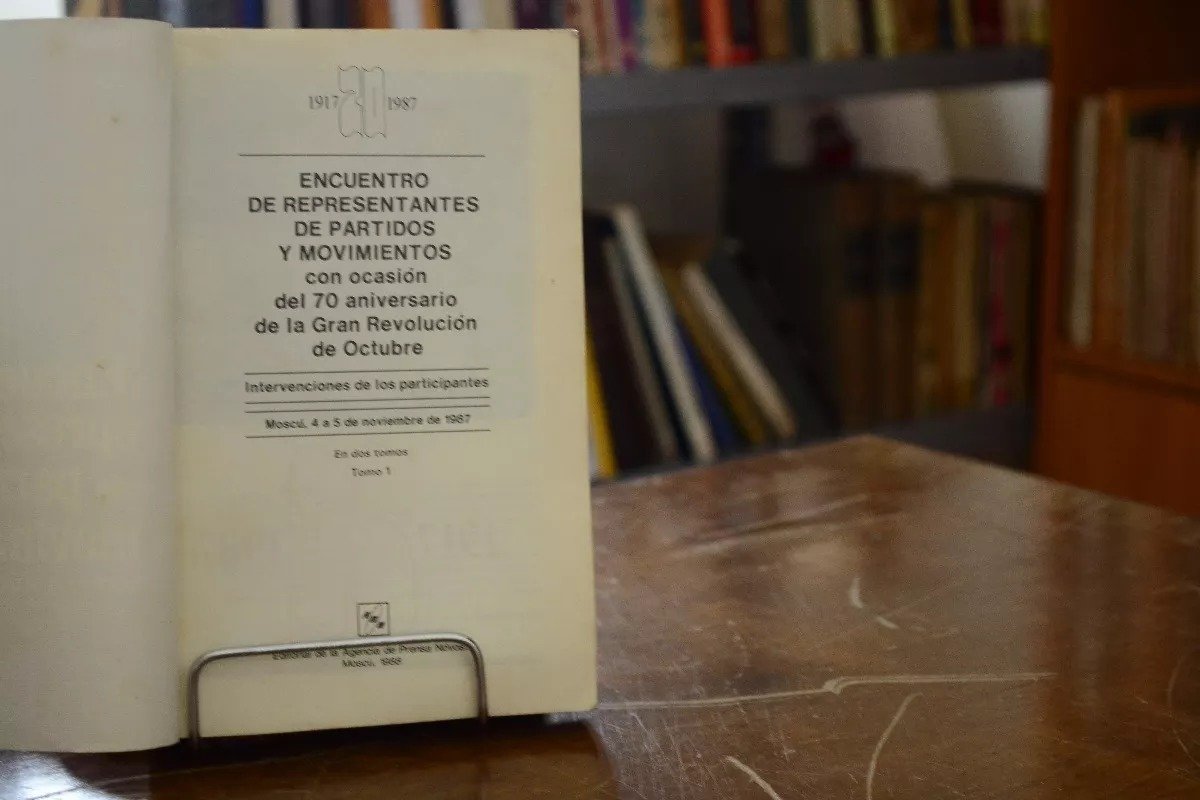 1917 70 1987
ENCUENTRO
DE REPRESENTANTES
DE PARTIDOS
Y MOVIMIENTOS
con ocasión
del 70 aniversario
de la Gran Revolución
de Octubre
Intervenciones de los participantes
Moscú, 4 a 5 de noviembre de 1987
En dos tomos
Tomo 1
Editorial de la Agencia de Prensa
Moscú, 1988